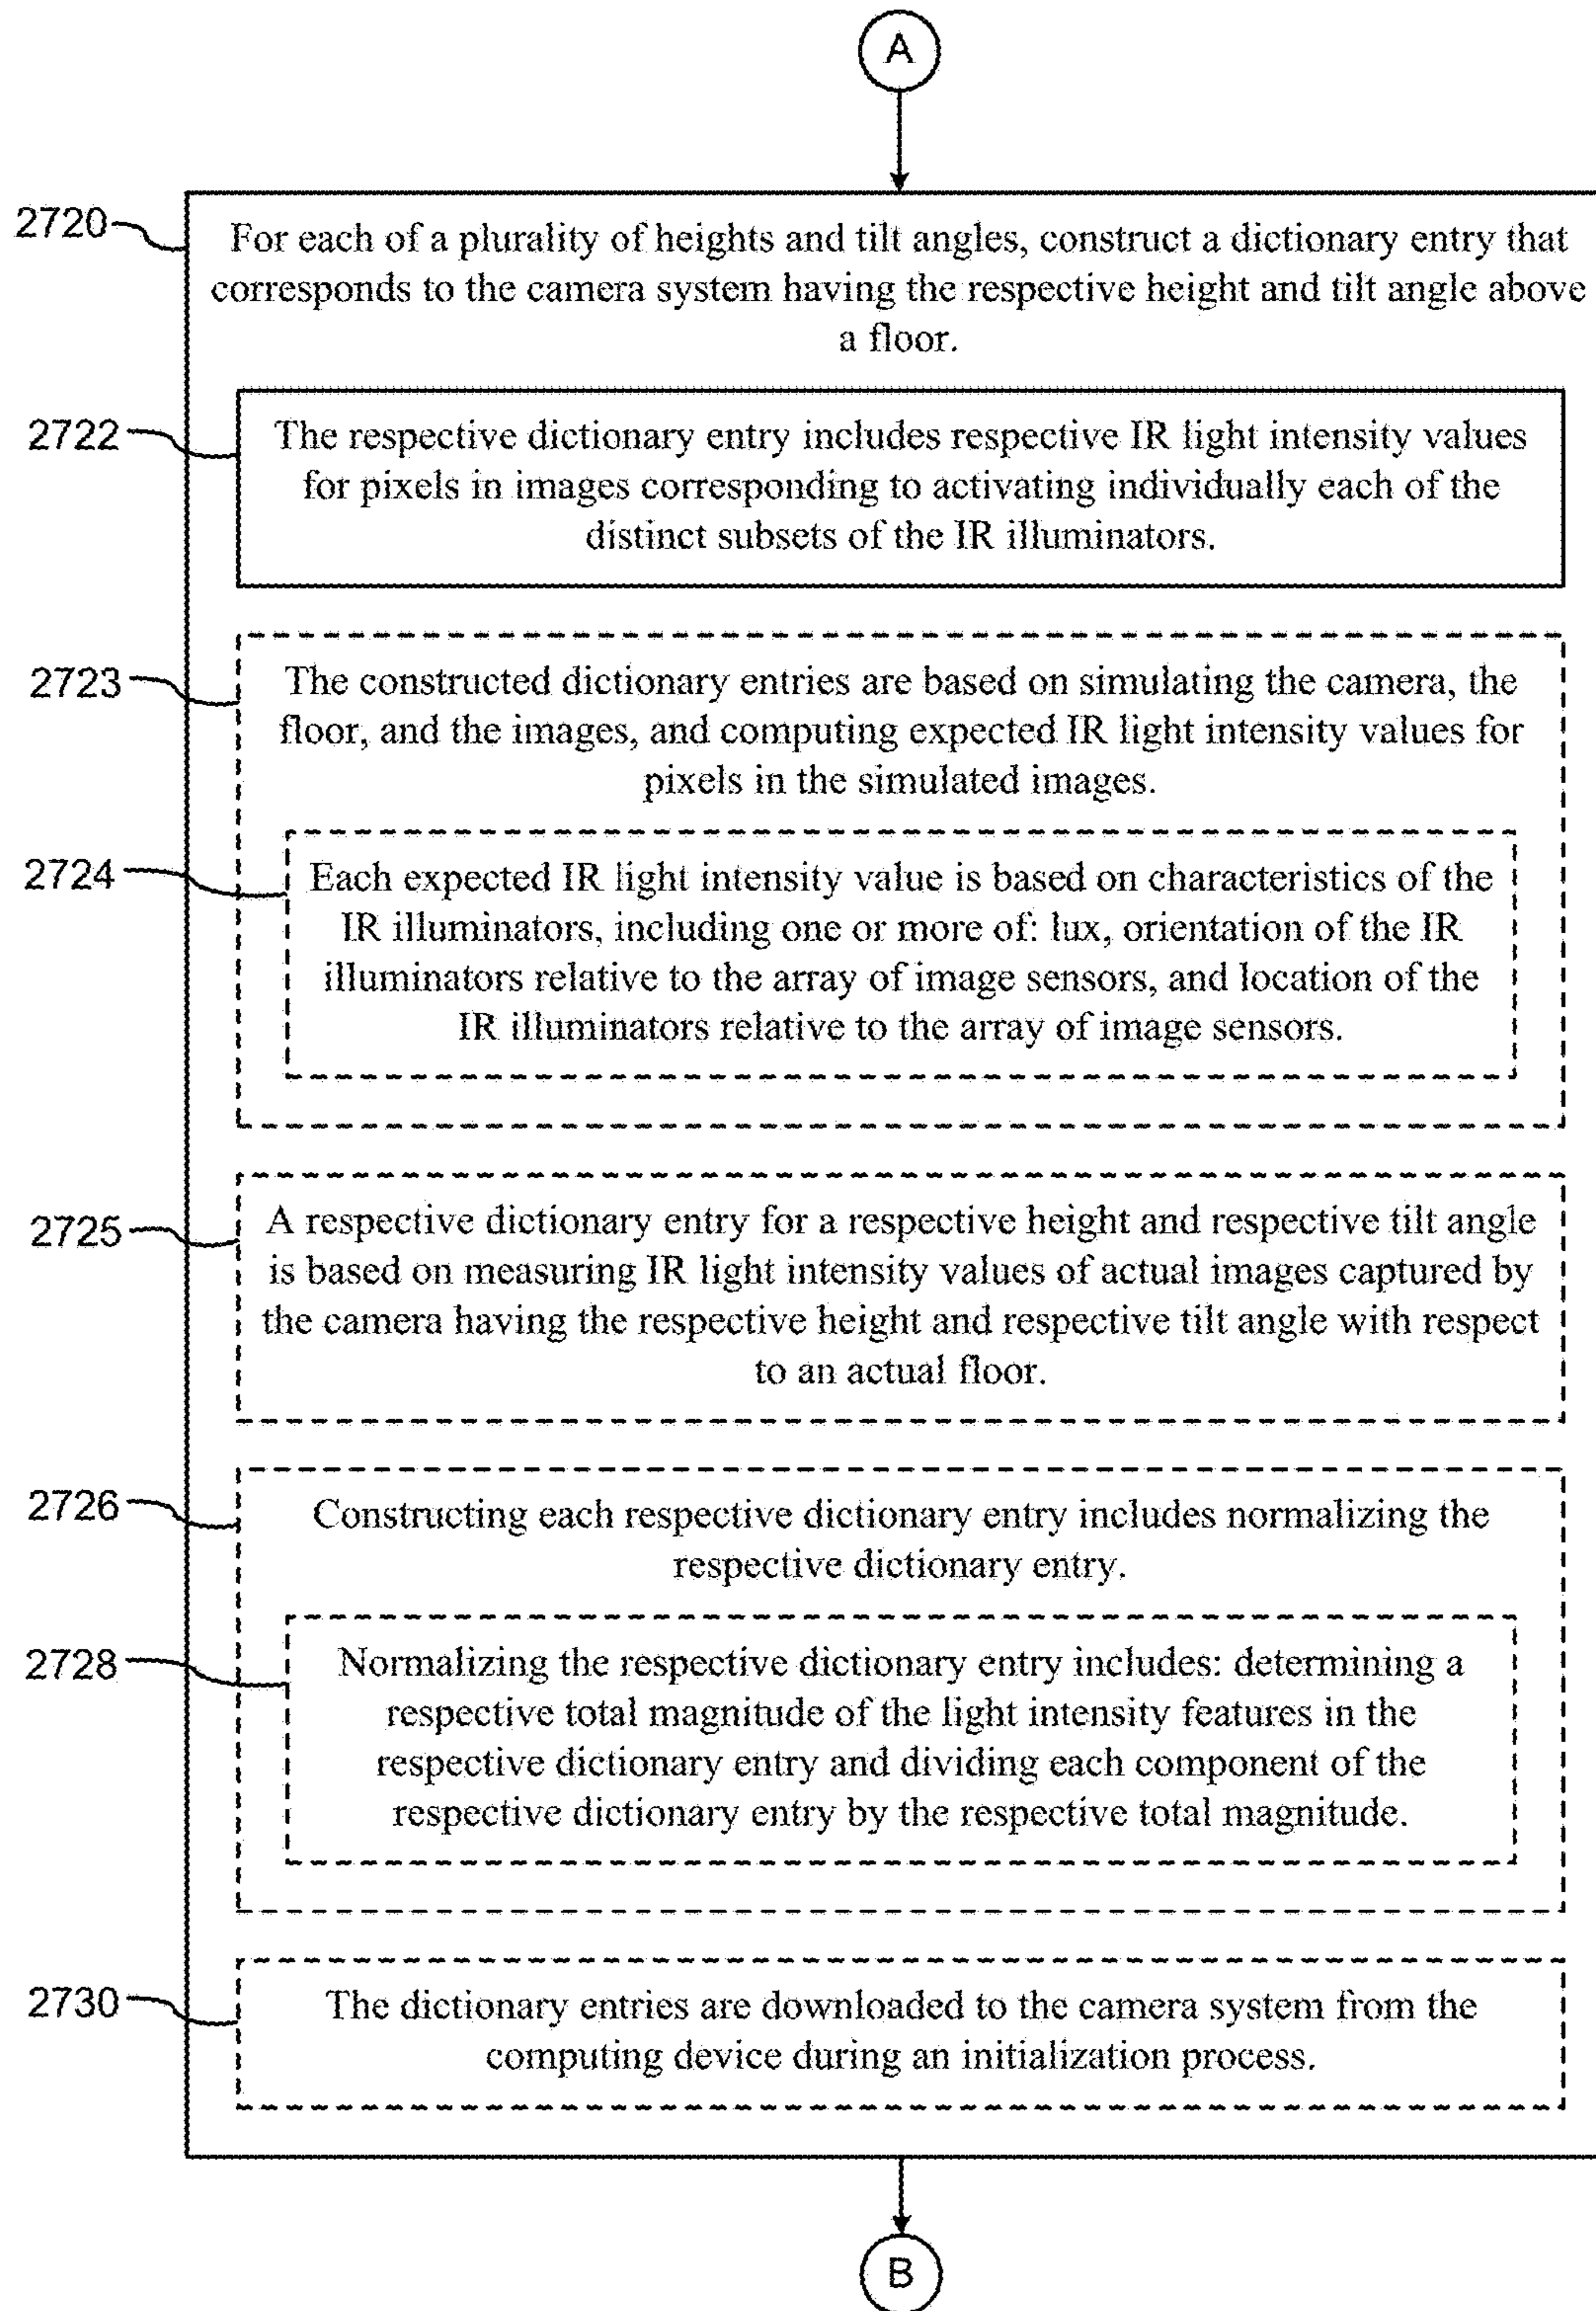 A
2720
For each of a plurality of heights and tilt angles, construct a dictionary entry that
corresponds to the camera system having the respective height and tilt angle above
a floor.
2722
The respective dictionary entry includes respective IR light intensity values
for pixels in images corresponding to activating individually each of the
distinct subsets of the IR illuminators.
2723
The constructed dictionary entries are based on simulating the camera, the
floor, and the images, and computing expected IR light intensity values for
pixels in the simulated images.
2724
Each expected IR light intensity value is based on characteristics of the
IR illuminators, including one or more of: lux, orientation of the IR
illuminators relative to the array of image sensors, and location of the
IR illuminators relative to the array of image sensors.
2725
A respective dictionary entry for a respective height and respective tilt angle
is based on measuring IR light intensity values of actual images captured by
the camera having the respective height and respective tilt angle with respect
to an actual floor.
2726
Constructing each respective dictionary entry includes normalizing the
respective dictionary entry.
2728
Normalizing the respective dictionary entry includes: determining a
respective total magnitude of the light intensity features in the
respective dictionary entry and dividing each component of the
respective dictionary entry by the respective total magnitude.
2730
The dictionary entries are downloaded to the camera system from the
computing device during an initialization process.
B